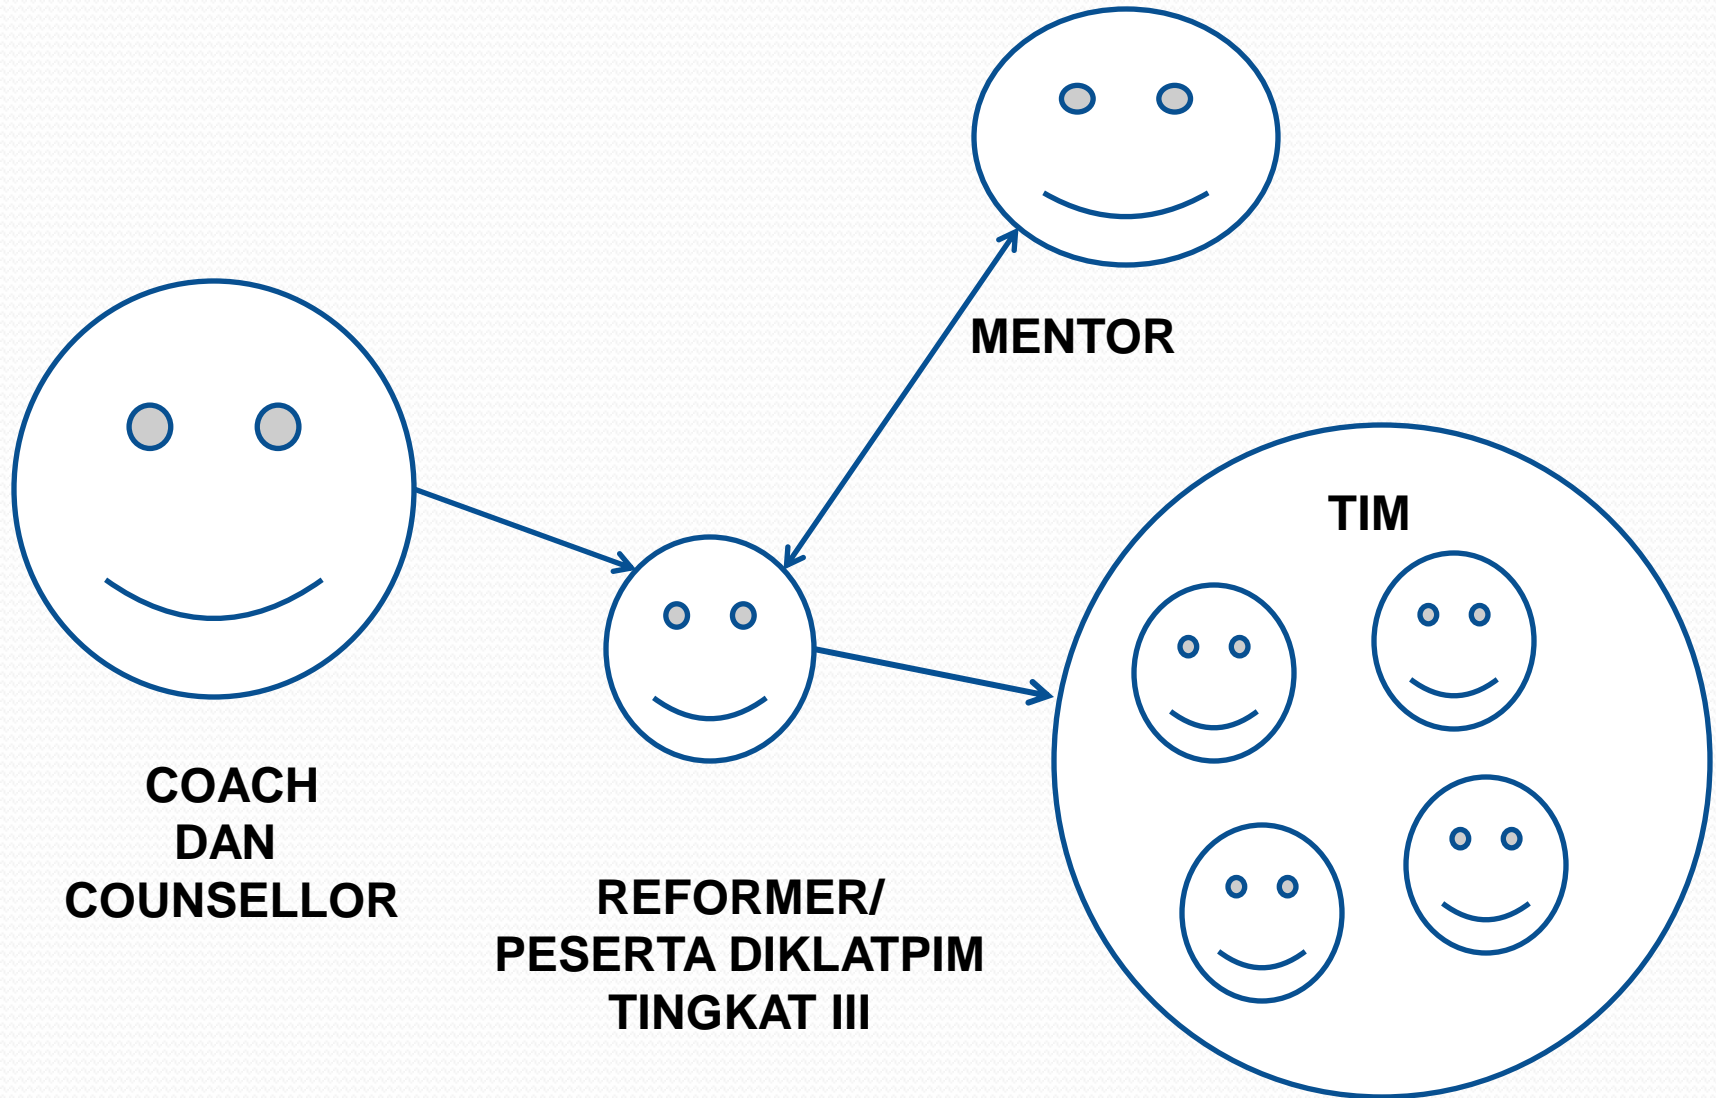 MENTOR
TIM
COACH
DAN
COUNSELLOR
REFORMER/
PESERTA DIKLATPIM
TINGKAT III